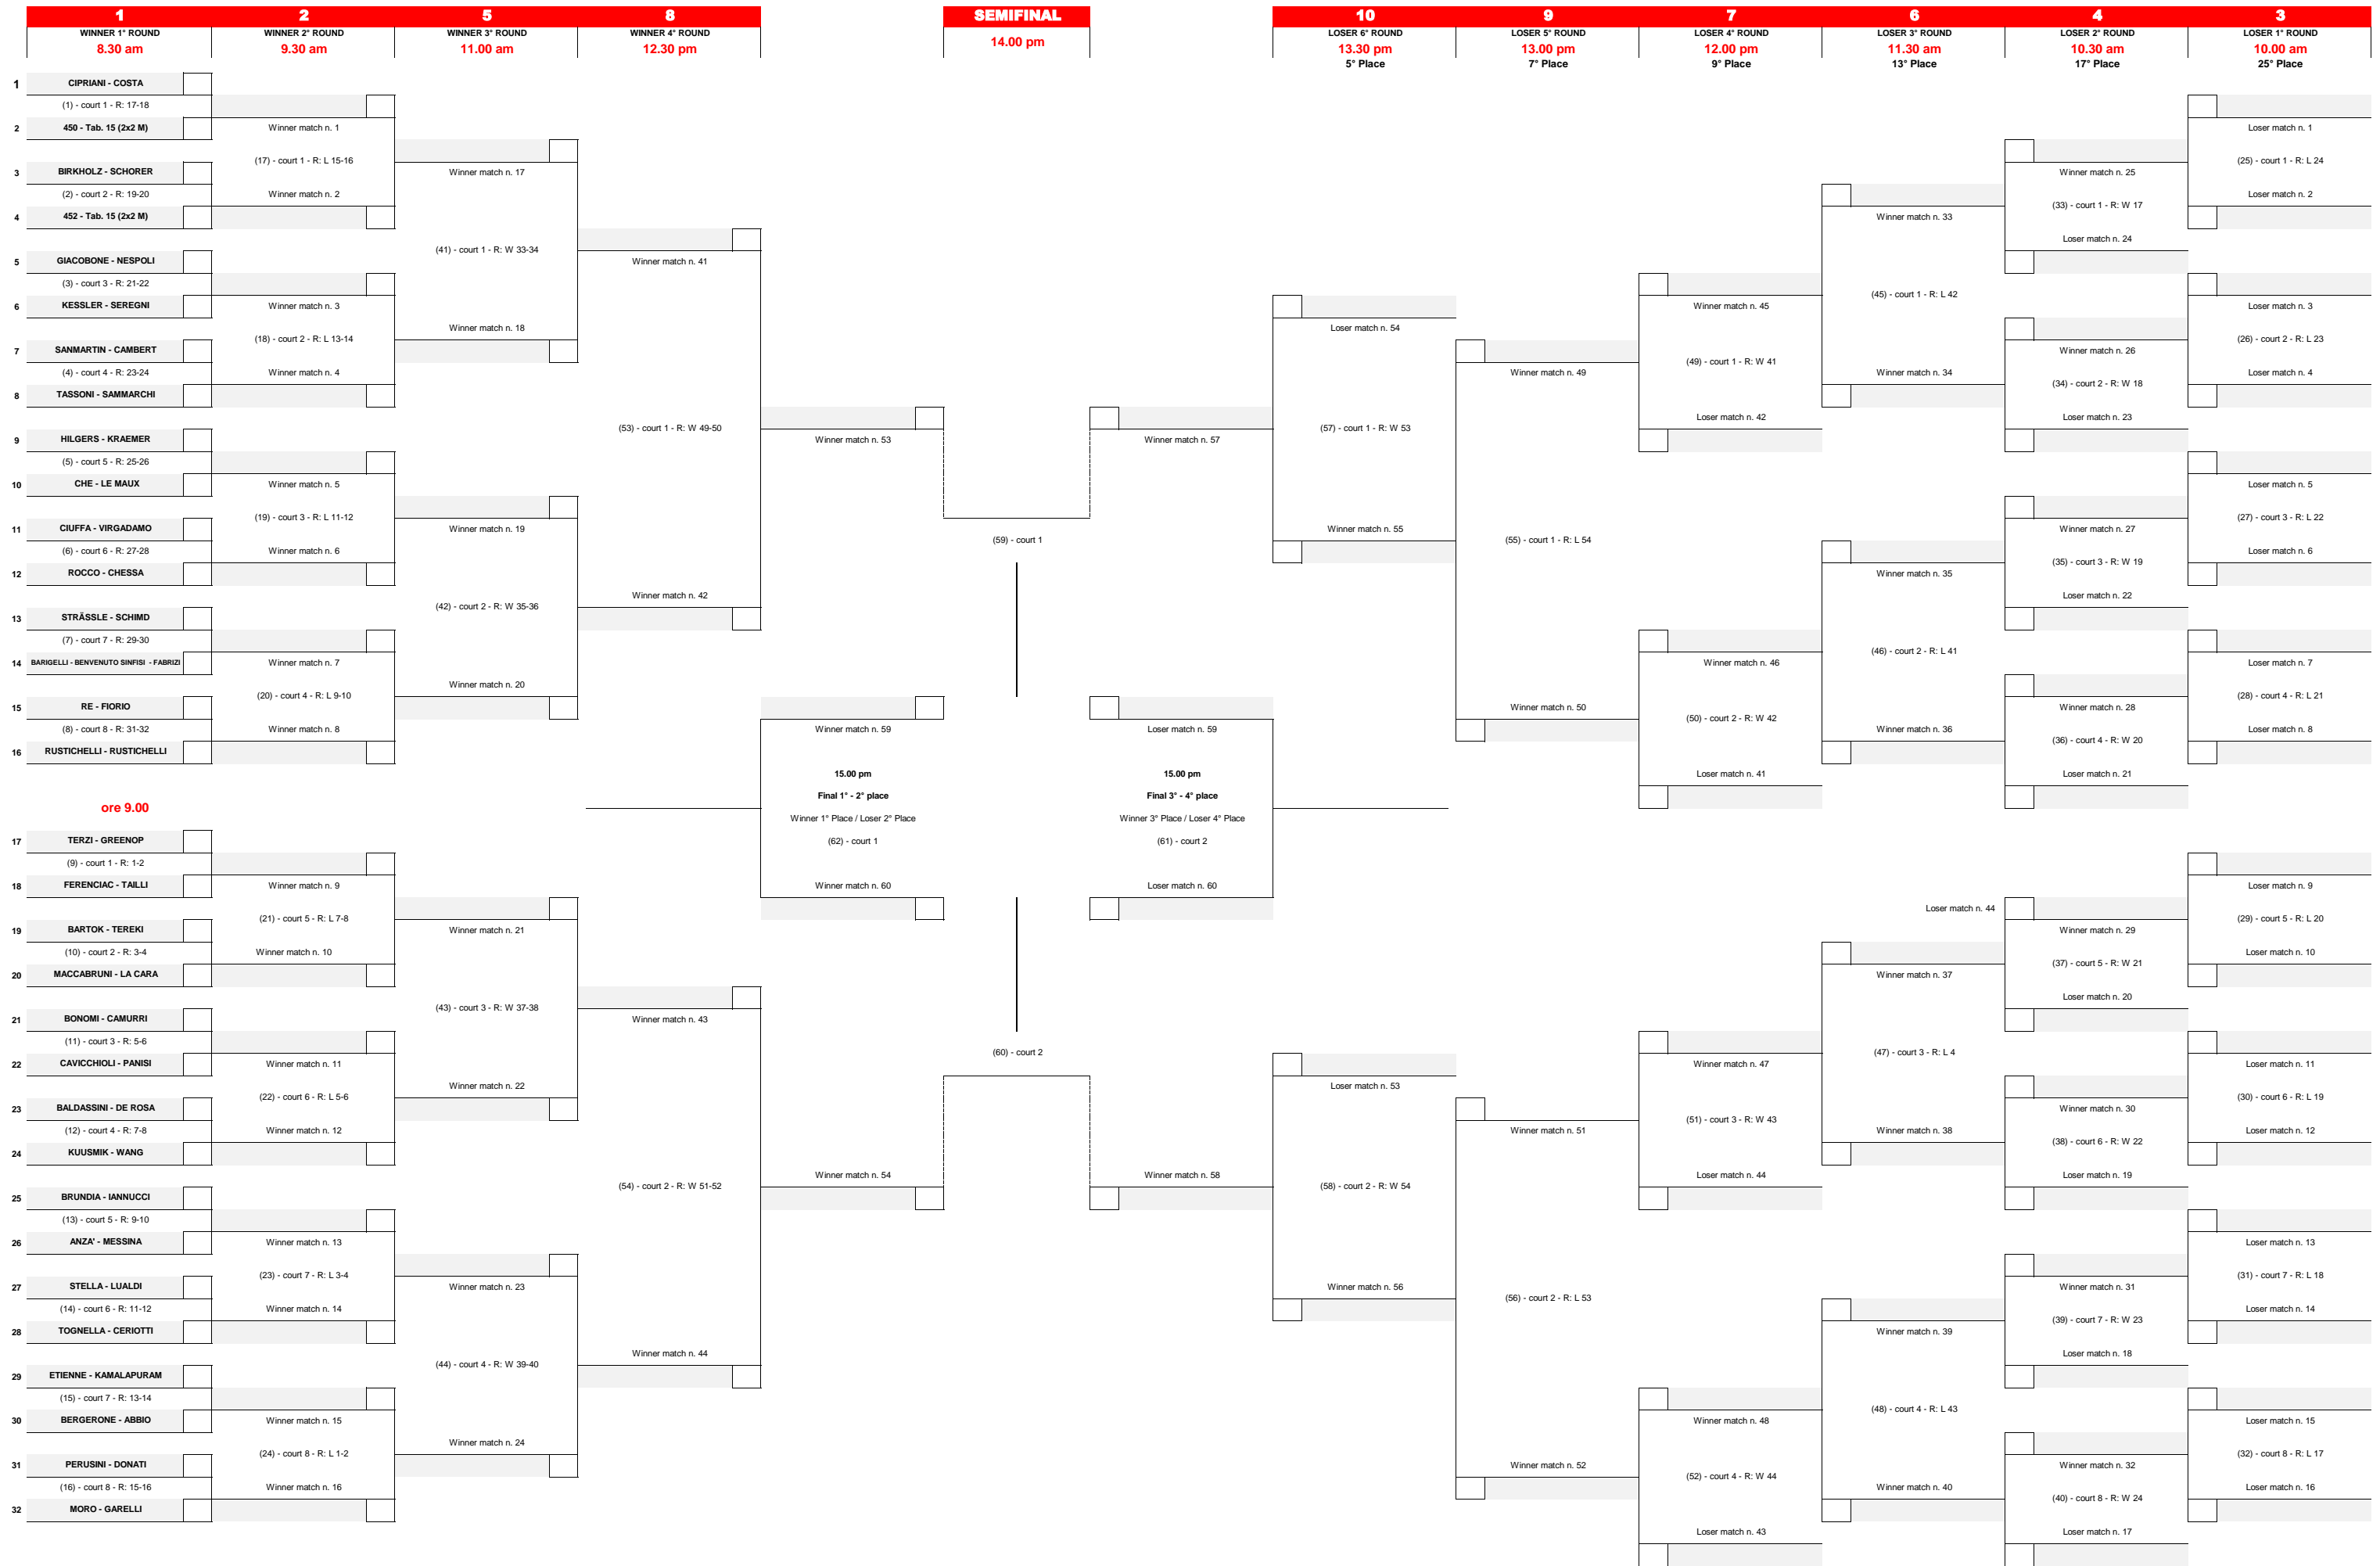 1
2
5
8
SEMIFINAL
10
9
7
6
4
3
WINNER 1° ROUND
WINNER 2° ROUND
WINNER 3° ROUND
WINNER 4° ROUND
LOSER 6° ROUND
LOSER 5° ROUND
LOSER 4° ROUND
LOSER 3° ROUND
LOSER 2° ROUND
LOSER 1° ROUND
8.30 am
9.30 am
11.00 am
12.30 pm
14.00 pm
13.30 pm
13.00 pm
12.00 pm
11.30 am
10.30 am
10.00 am
5° Place
7° Place
9° Place
13° Place
17° Place
25° Place
1 CIPRIANI - COSTA
(1) - court 1 - R: 17-18
2 450 - Tab. 15 (2x2 M)
3 BIRKHOLZ - SCHORER
(2) - court 2 - R: 19-20
4 452 - Tab. 15 (2x2 M)
5 GIACOBONE - NESPOLI
(3) - court 3 - R: 21-22
6 KESSLER - SEREGNI
7 SANMARTIN - CAMBERT
(4) - court 4 - R: 23-24
8 TASSONI - SAMMARCHI
9 HILGERS - KRAEMER
(5) - court 5 - R: 25-26
10 CHE - LE MAUX
11 CIUFFA - VIRGADAMO
(6) - court 6 - R: 27-28
12 ROCCO - CHESSA
13 STRÄSSLE - SCHIMD
(7) - court 7 - R: 29-30
14 BARIGELLI - BENVENUTO SINFISI - FABRIZI
15 RE - FIORIO
(8) - court 8 - R: 31-32
16 RUSTICHELLI - RUSTICHELLI
ore 9.00
17 TERZI - GREENOP
(9) - court 1 - R: 1-2
18 FERENCIAC - TAILLI
19 BARTOK - TEREKI
(10) - court 2 - R: 3-4
20 MACCABRUNI - LA CARA
21 BONOMI - CAMURRI
(11) - court 3 - R: 5-6
22 CAVICCHIOLI - PANISI
23 BALDASSINI - DE ROSA
(12) - court 4 - R: 7-8
24 KUUSMIK - WANG
25 BRUNDIA - IANNUCCI
(13) - court 5 - R: 9-10
26 ANZA' - MESSINA
27 STELLA - LUALDI
(14) - court 6 - R: 11-12
28 TOGNELLA - CERIOTTI
29 ETIENNE - KAMALAPURAM
(15) - court 7 - R: 13-14
30 BERGERONE - ABBIO
31 PERUSINI - DONATI
(16) - court 8 - R: 15-16
32 MORO - GARELLI
Winner match n. 1
(17) - court 1 - R: L 15-16
Winner match n. 2
Winner match n. 3
(18) - court 2 - R: L 13-14
Winner match n. 4
Winner match n. 5
(19) - court 3 - R: L 11-12
Winner match n. 6
Winner match n. 7
(20) - court 4 - R: L 9-10
Winner match n. 8
Winner match n. 9
(21) - court 5 - R: L 7-8
Winner match n. 10
Winner match n. 11
(22) - court 6 - R: L 5-6
Winner match n. 12
Winner match n. 13
(23) - court 7 - R: L 3-4
Winner match n. 14
Winner match n. 15
(24) - court 8 - R: L 1-2
Winner match n. 16
Winner match n. 17
(41) - court 1 - R: W 33-34
Winner match n. 18
Winner match n. 19
(42) - court 2 - R: W 35-36
Winner match n. 20
Winner match n. 21
(43) - court 3 - R: W 37-38
Winner match n. 22
Winner match n. 23
(44) - court 4 - R: W 39-40
Winner match n. 24
Winner match n. 41
(53) - court 1 - R: W 49-50
Winner match n. 42
Winner match n. 43
(54) - court 2 - R: W 51-52
Winner match n. 44
Winner match n. 53
Winner match n. 59
15.00 pm
Final 1° - 2° place
Winner 1° Place / Loser 2° Place
(62) - court 1
Winner match n. 60
Winner match n. 54
(59) - court 1
(60) - court 2
Winner match n. 57
Loser match n. 59
15.00 pm
Final 3° - 4° place
Winner 3° Place / Loser 4° Place
(61) - court 2
Loser match n. 60
Winner match n. 58
Loser match n. 54
(57) - court 1 - R: W 53
Winner match n. 55
Loser match n. 53
(58) - court 2 - R: W 54
Winner match n. 56
Winner match n. 49
(55) - court 1 - R: L 54
Winner match n. 50
Winner match n. 51
(56) - court 2 - R: L 53
Winner match n. 52
Winner match n. 45
(49) - court 1 - R: W 41
Loser match n. 42
Winner match n. 46
(50) - court 2 - R: W 42
Loser match n. 41
Winner match n. 47
(51) - court 3 - R: W 43
Loser match n. 44
Winner match n. 48
(52) - court 4 - R: W 44
Loser match n. 43
Winner match n. 33
(45) - court 1 - R: L 42
Winner match n. 34
Winner match n. 35
(46) - court 2 - R: L 41
Winner match n. 36
Loser match n. 44
Winner match n. 37
(47) - court 3 - R: L 4
Winner match n. 38
Winner match n. 39
(48) - court 4 - R: L 43
Winner match n. 40
Winner match n. 25
(33) - court 1 - R: W 17
Loser match n. 24
Winner match n. 26
(34) - court 2 - R: W 18
Loser match n. 23
Winner match n. 27
(35) - court 3 - R: W 19
Loser match n. 22
Winner match n. 28
(36) - court 4 - R: W 20
Loser match n. 21
Winner match n. 29
(37) - court 5 - R: W 21
Loser match n. 20
Winner match n. 30
(38) - court 6 - R: W 22
Loser match n. 19
Winner match n. 31
(39) - court 7 - R: W 23
Loser match n. 18
Winner match n. 32
(40) - court 8 - R: W 24
Loser match n. 17
Loser match n. 1
(25) - court 1 - R: L 24
Loser match n. 2
Loser match n. 3
(26) - court 2 - R: L 23
Loser match n. 4
Loser match n. 5
(27) - court 3 - R: L 22
Loser match n. 6
Loser match n. 7
(28) - court 4 - R: L 21
Loser match n. 8
Loser match n. 9
(29) - court 5 - R: L 20
Loser match n. 10
Loser match n. 11
(30) - court 6 - R: L 19
Loser match n. 12
Loser match n. 13
(31) - court 7 - R: L 18
Loser match n. 14
Loser match n. 15
(32) - court 8 - R: L 17
Loser match n. 16